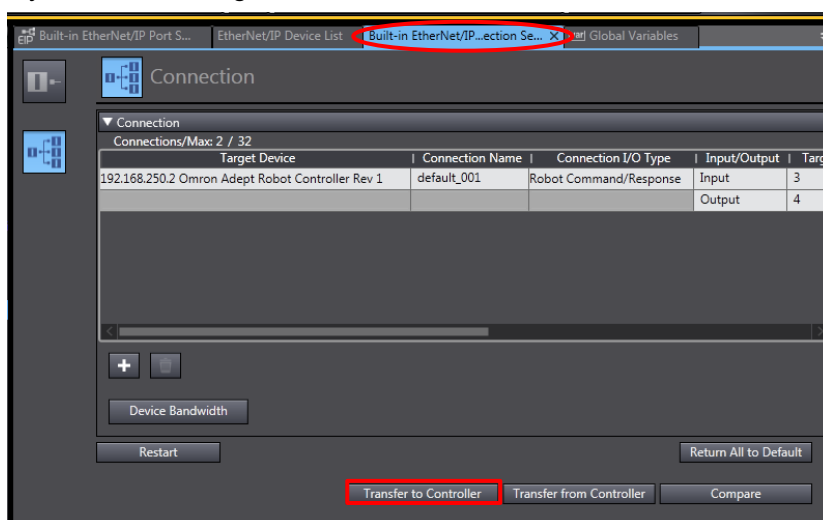 EIP Built-in EtherNet/IP Port S... EtherNet/IP Device List Built-in EtherNet/IP...ection Se... X Global Variables
Connection
▼ Connection
Connections/Max: 2 / 32
Target Device | Connection Name | Connection I/O Type | Input/Output | Targ
192.168.250.2 Omron Adept Robot Controller Rev 1 default_001 Robot Command/Response Input 3
Output 4
+
Device Bandwidth
Restart Return All to Default
Transfer to Controller Transfer from Controller Compare